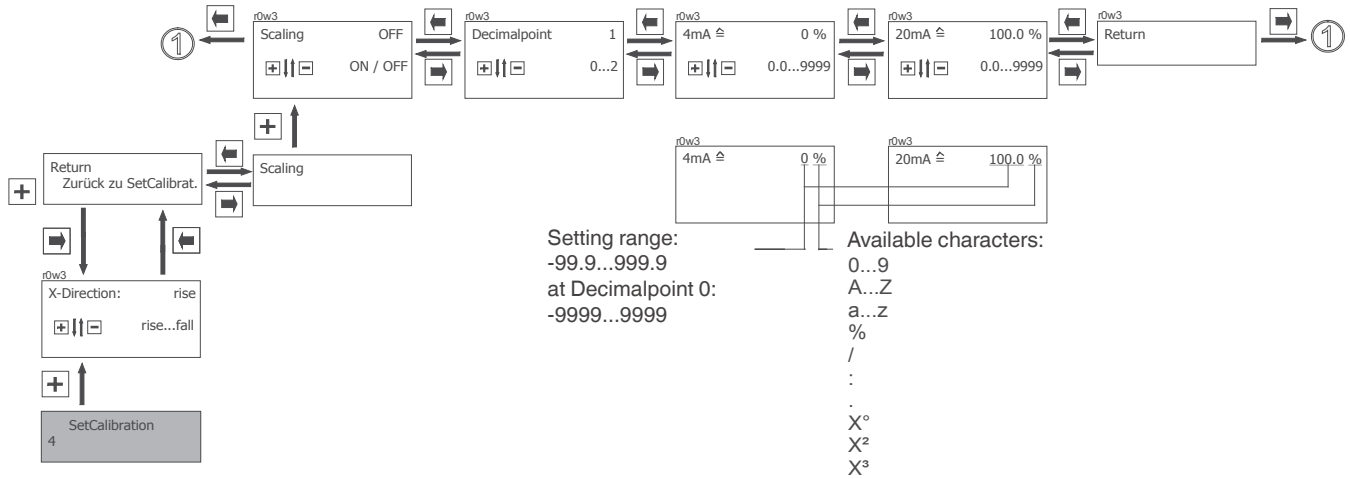 r0w3
Scaling OFF
+ - ON / OFF
r0w3
Decimalpoint 1
+ - 0...2
r0w3
4mA ≙ 0 %
+ - 0.0...9999
r0w3
20mA ≙ 100.0 %
+ - 0.0...9999
r0w3
Return
1
1
+
Return
Zurück zu SetCalibrat.
+
Scaling
r0w3
4mA ≙ 0 %
r0w3
20mA ≙ 100.0 %
r0w3
X-Direction: rise
+ - rise...fall
+
SetCalibration
4
Setting range:
-99.9...999.9
at Decimalpoint 0:
-9999...9999
Available characters:
0...9
A...Z
a...z
%
/
:
.
X°
X²
X³